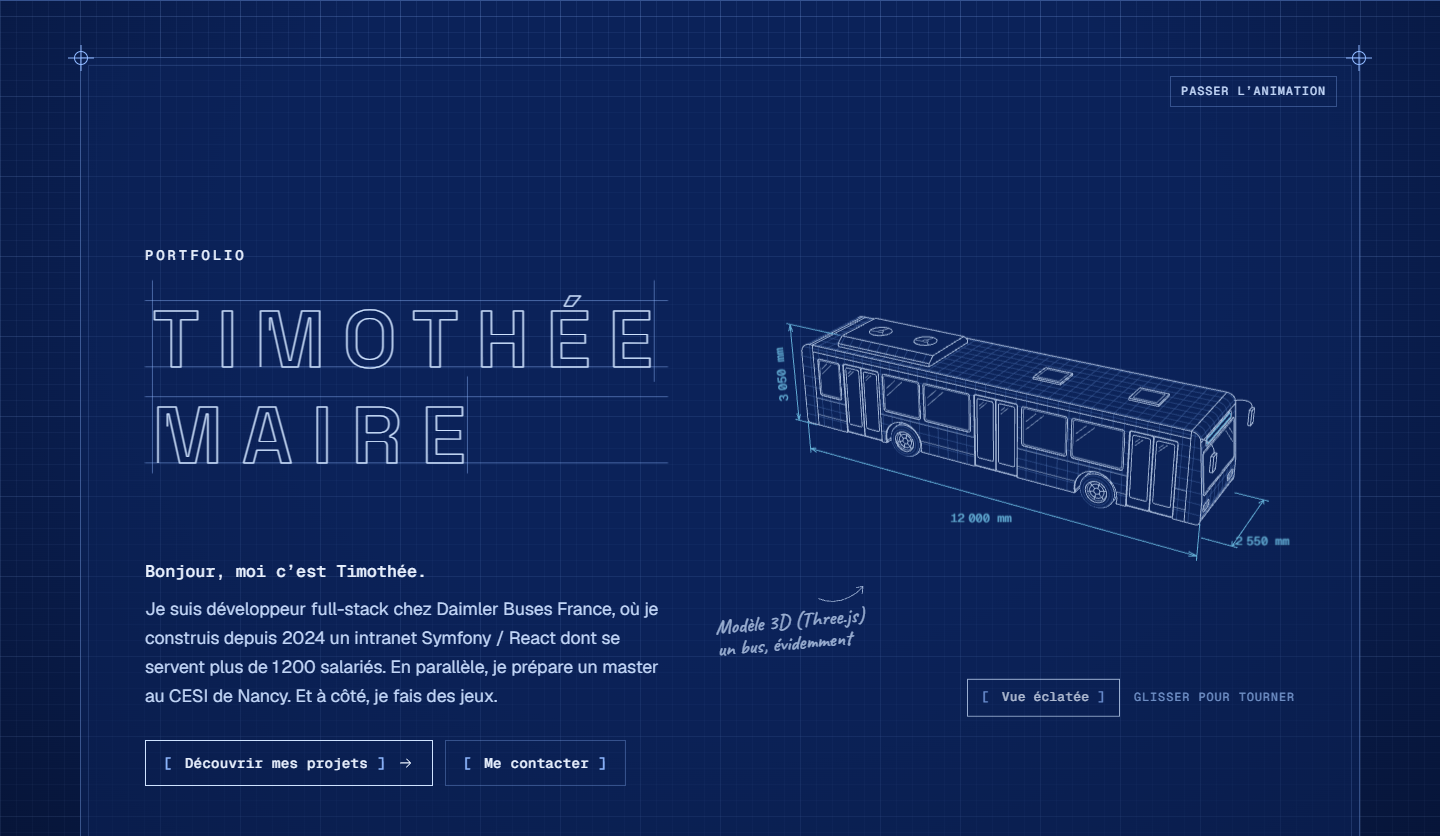 PASSER L’ANIMATION
PORTFOLIO
TIMOTHÉE
MAIRE
3 050 mm
12 000 mm
2 550 mm
Bonjour, moi c’est Timothée.
Je suis développeur full-stack chez Daimler Buses France, où je
construis depuis 2024 un intranet Symfony / React dont se
servent plus de 1 200 salariés. En parallèle, je prépare un master
au CESI de Nancy. Et à côté, je fais des jeux.
Modèle 3D (Three.js)
un bus, évidemment
[ Vue éclatée ] GLISSER POUR TOURNER
[ Découvrir mes projets ] → [ Me contacter ]